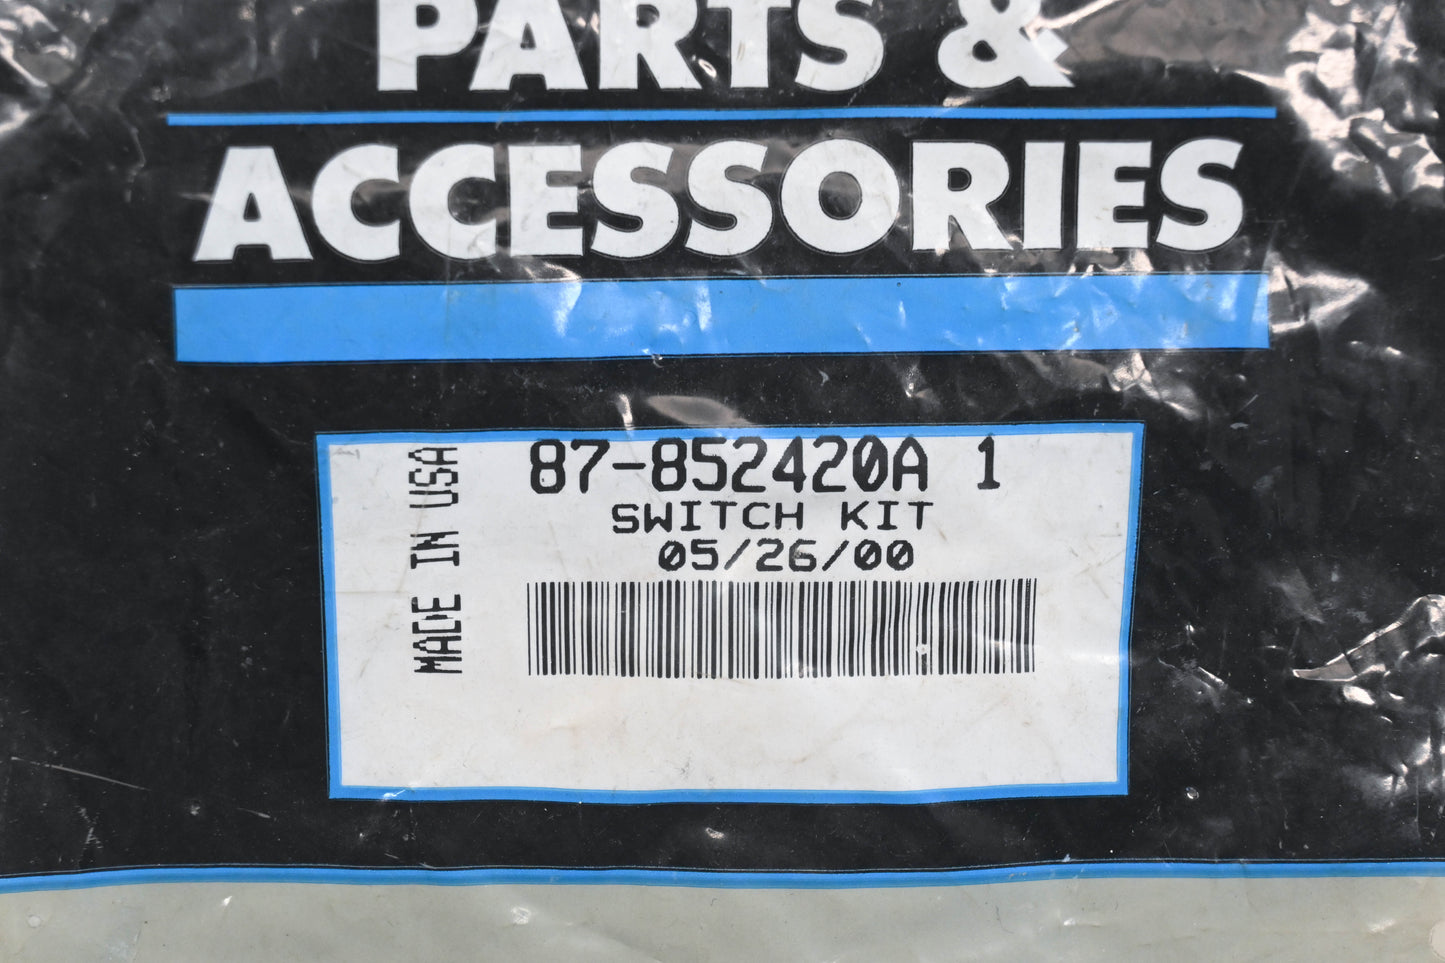 PARTS &
ACCESSORIES
87-852420A 1
SWITCH KIT
05/26/00
MADE IN USA